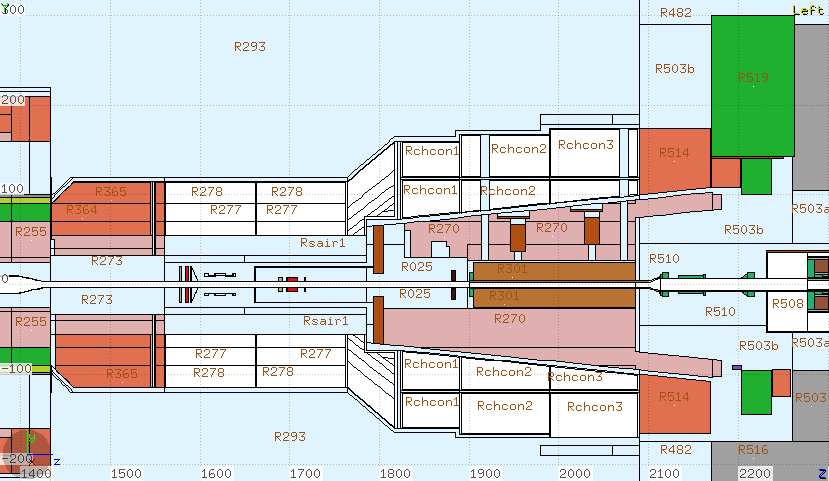 Y
300
R482
Left
R293
R503b
R519
200
R514
Rchcon1 Rchcon2 Rchcon3
100
R365 R278 R278 Rchcon1 Rchcon2
R364 R277 R277
R503a
R255 R270 R270 R503b
Rsair1
R273 R025 R301 R510
0
R273 R025 R301 R508
R255 Rsair1 R270 R510
R277 R277 R503b R503a
-100
R365 R278 R278 Rchcon1 Rchcon2 Rchcon3
Rchcon1 Rchcon2 Rchcon3 R514 R503
R293 R482 R516
-200
x z
1400 1500 1600 1700 1800 1900 2000 2100 2200 Z